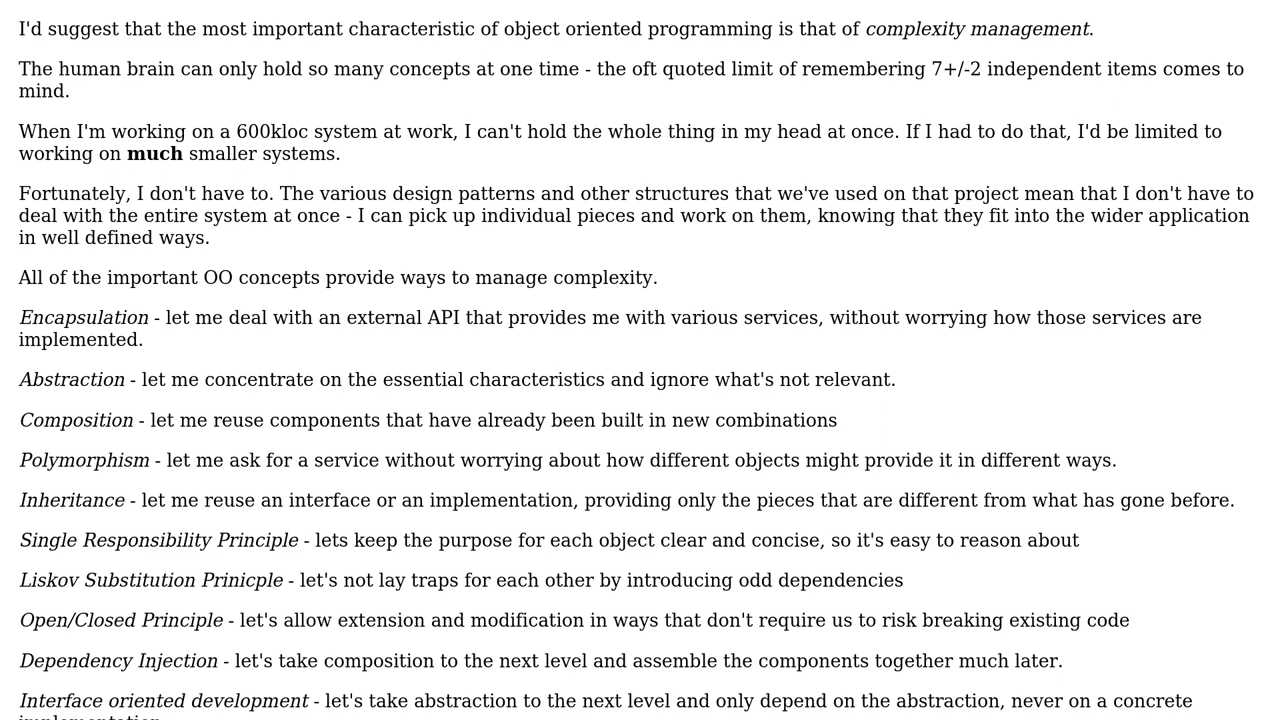 I'd suggest that the most important characteristic of object oriented programming is that of complexity management.
The human brain can only hold so many concepts at one time - the oft quoted limit of remembering 7+/-2 independent items comes to
mind.
When I'm working on a 600kloc system at work, I can't hold the whole thing in my head at once. If I had to do that, I'd be limited to
working on much smaller systems.
Fortunately, I don't have to. The various design patterns and other structures that we've used on that project mean that I don't have to
deal with the entire system at once - I can pick up individual pieces and work on them, knowing that they fit into the wider application
in well defined ways.
All of the important OO concepts provide ways to manage complexity.
Encapsulation - let me deal with an external API that provides me with various services, without worrying how those services are
implemented.
Abstraction - let me concentrate on the essential characteristics and ignore what's not relevant.
Composition - let me reuse components that have already been built in new combinations
Polymorphism - let me ask for a service without worrying about how different objects might provide it in different ways.
Inheritance - let me reuse an interface or an implementation, providing only the pieces that are different from what has gone before.
Single Responsibility Principle - lets keep the purpose for each object clear and concise, so it's easy to reason about
Liskov Substitution Prinicple - let's not lay traps for each other by introducing odd dependencies
Open/Closed Principle - let's allow extension and modification in ways that don't require us to risk breaking existing code
Dependency Injection - let's take composition to the next level and assemble the components together much later.
Interface oriented development - let's take abstraction to the next level and only depend on the abstraction, never on a concrete